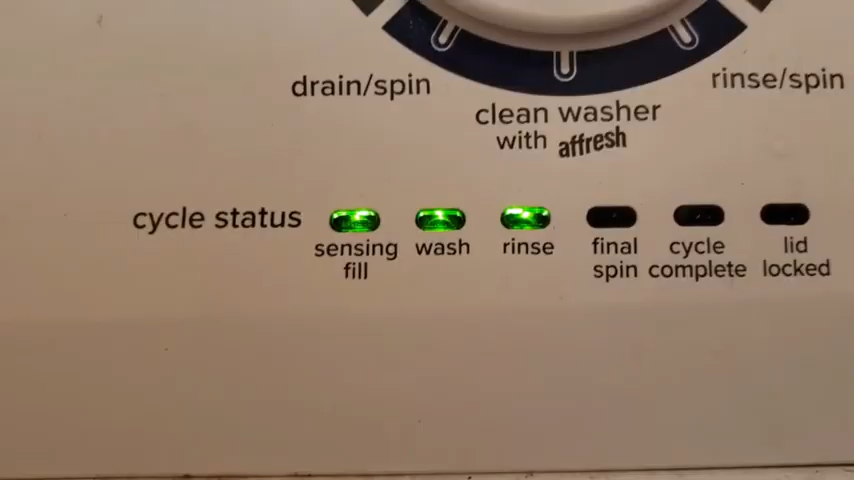 drain/spin
rinse/spin
clean washer
with affresh
cycle status
sensing fill
wash
rinse
final spin
cycle complete
lid locked